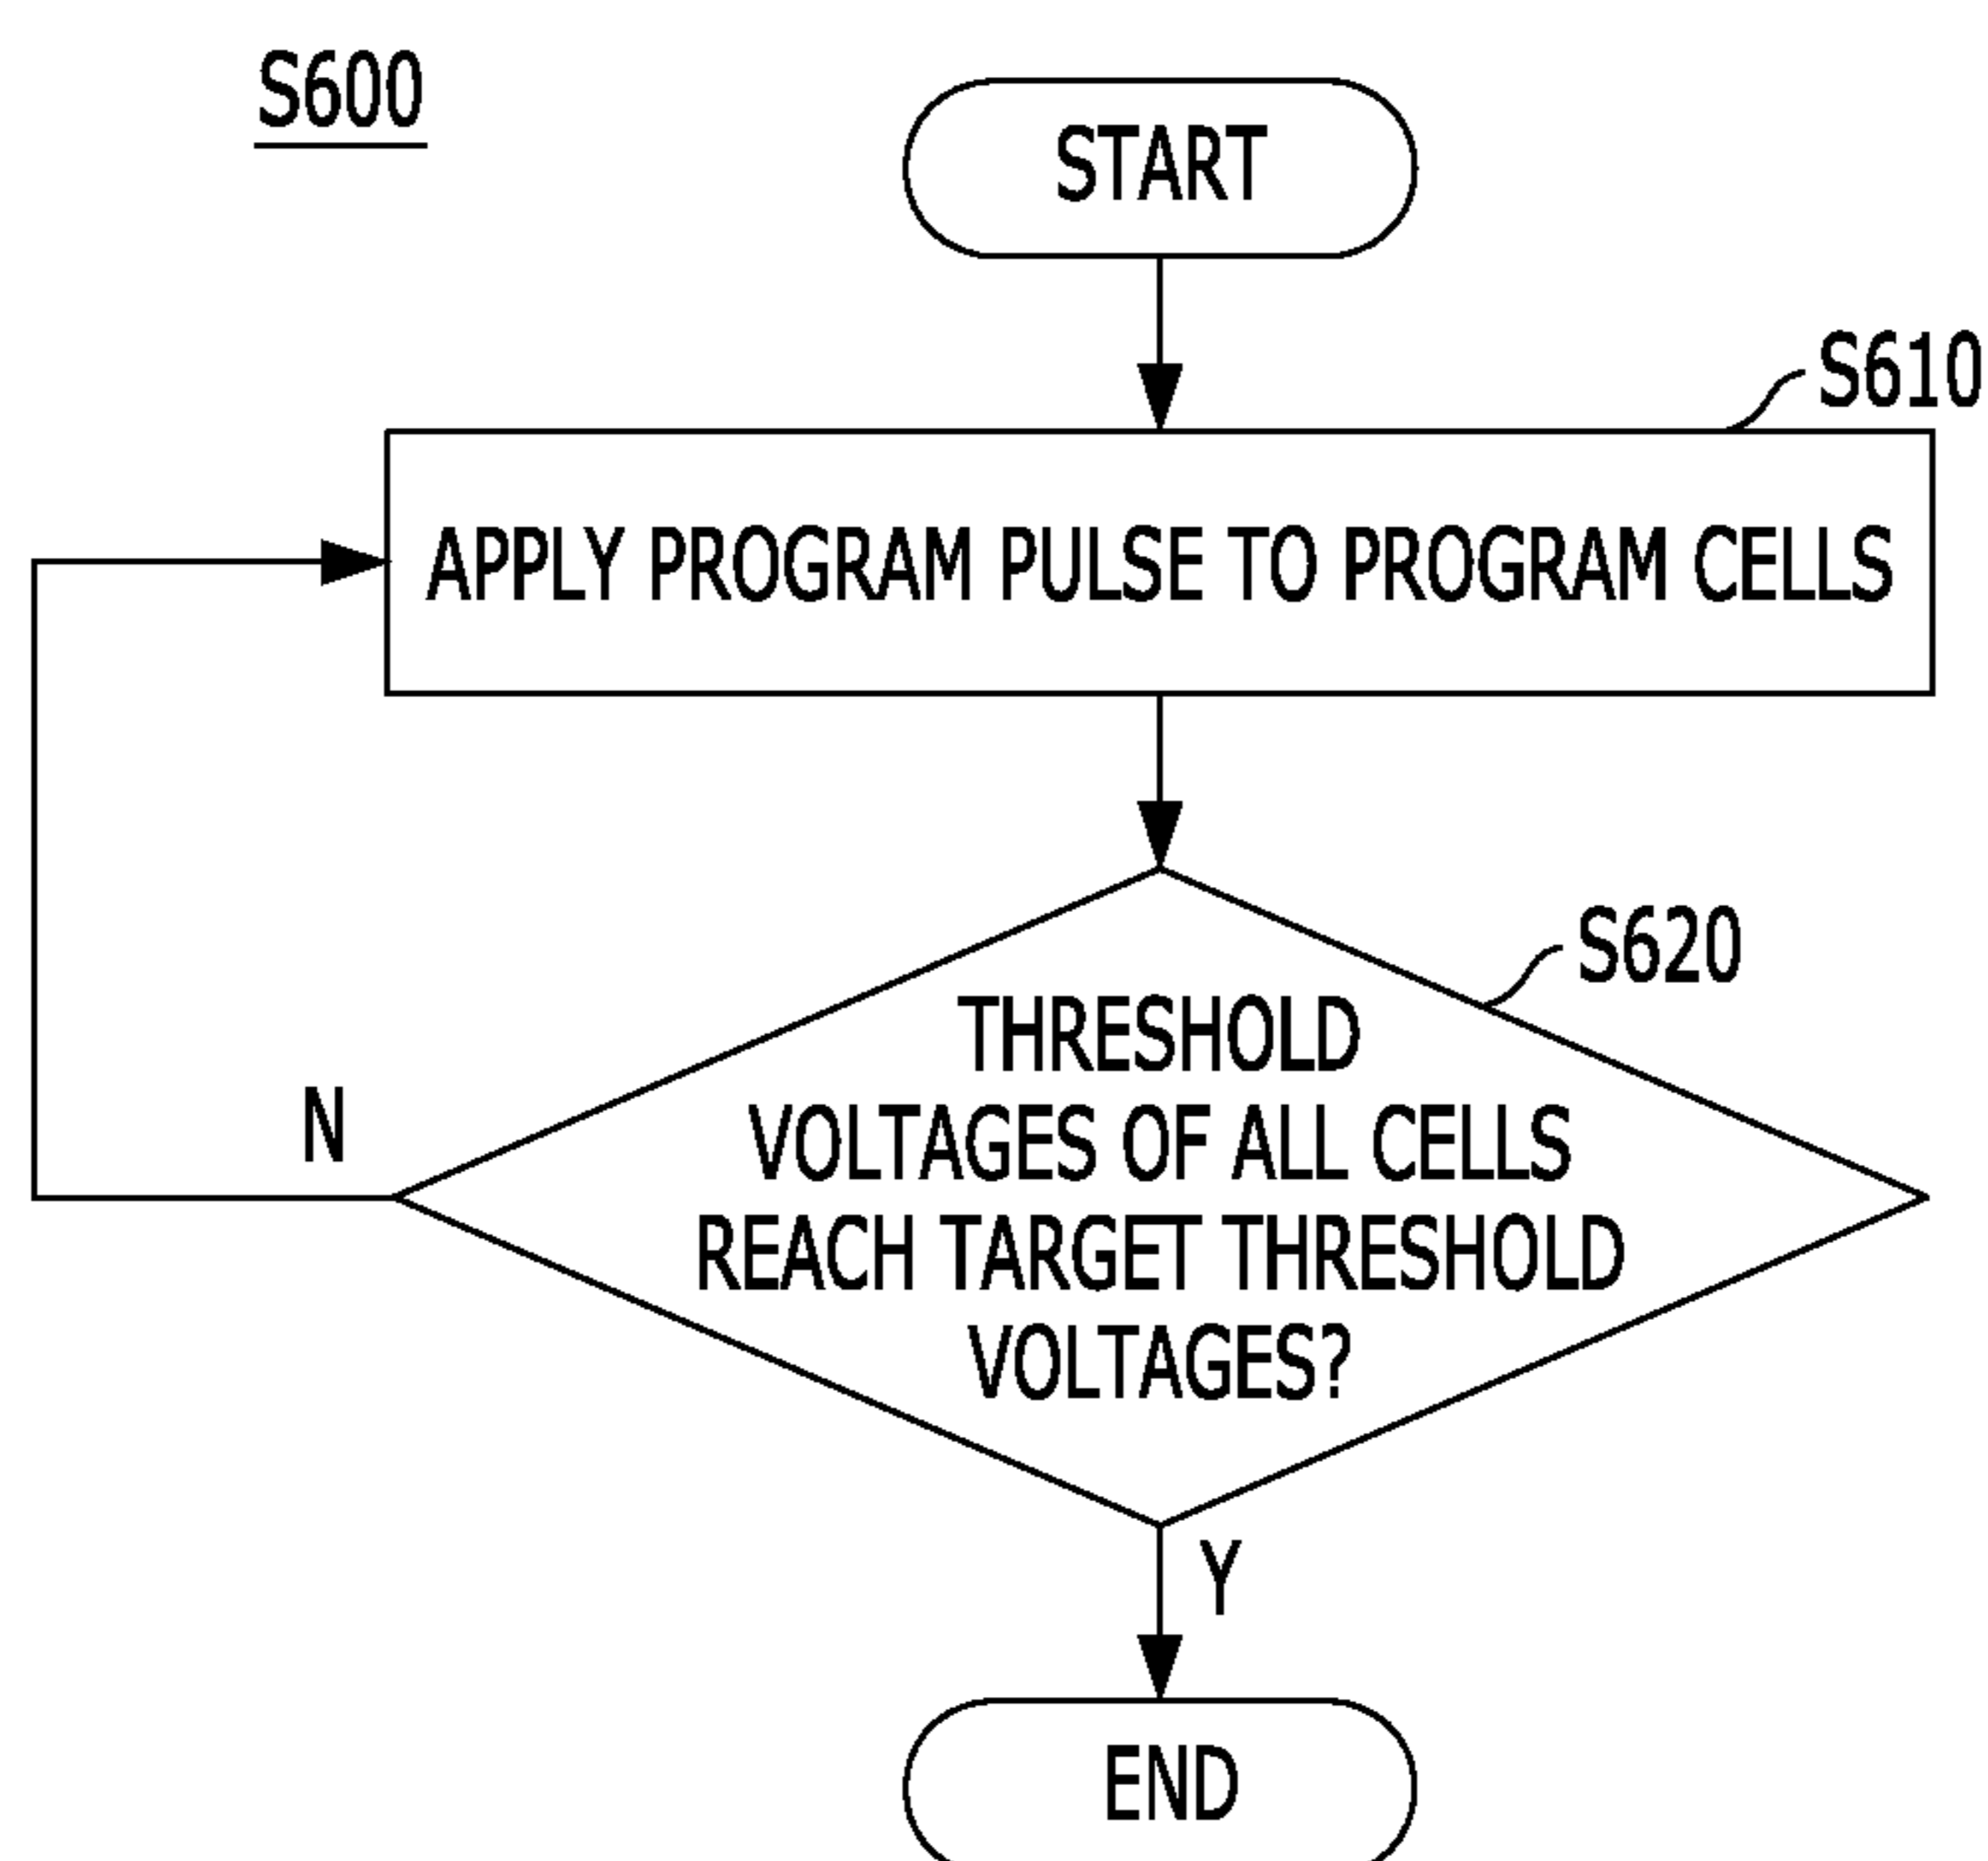 S600
START
S610
APPLY PROGRAM PULSE TO PROGRAM CELLS
S620
THRESHOLD
VOLTAGES OF ALL CELLS
REACH TARGET THRESHOLD
VOLTAGES?
N
Y
END